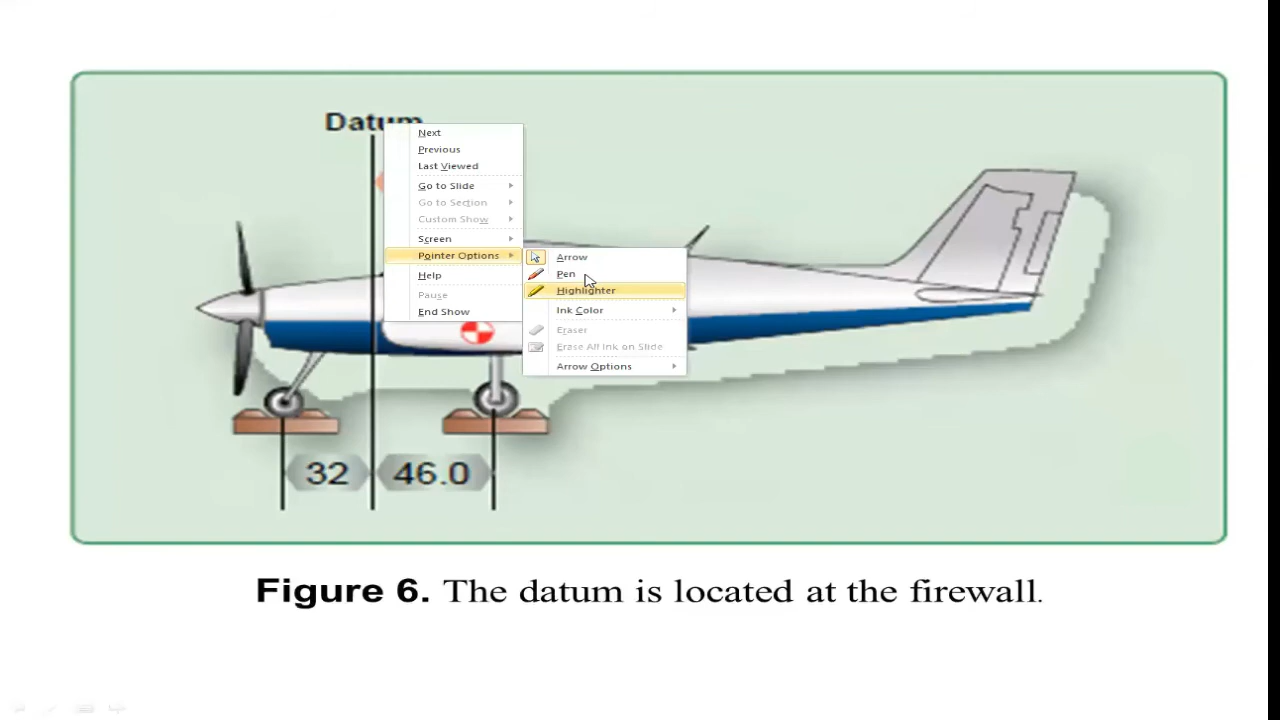 Datum
Next
Previous
Last Viewed
Go to Slide
Go to Section
Custom Show
Screen
Pointer Options
Help
Pause
End Show
Arrow
Pen
Highlighter
Ink Color
Eraser
Erase All Ink on Slide
Arrow Options
32 46.0
Figure 6. The datum is located at the firewall.